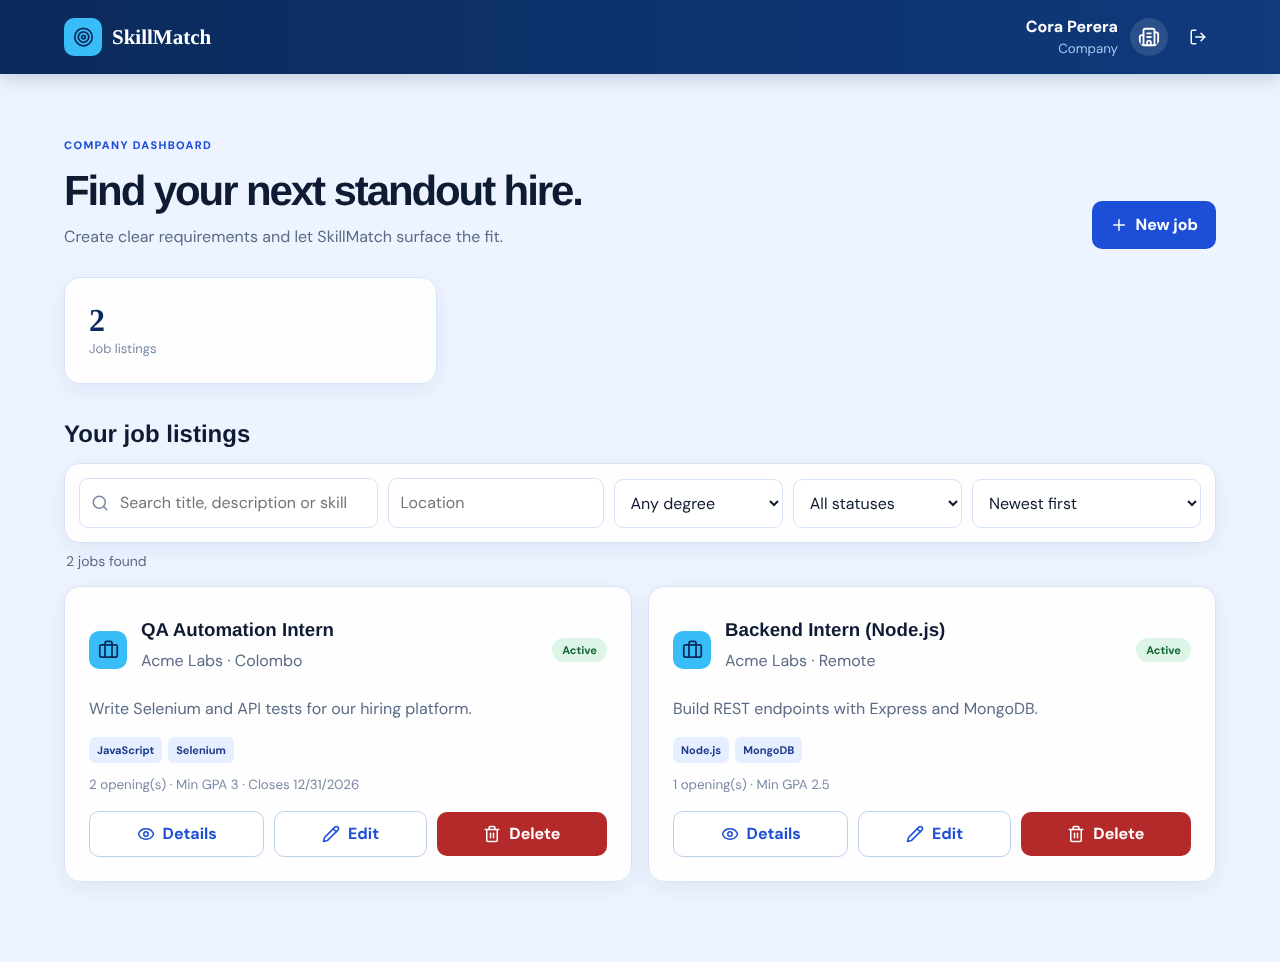 SkillMatch
Cora Perera
Company
COMPANY DASHBOARD
Find your next standout hire.
Create clear requirements and let SkillMatch surface the fit.
New job
2
Job listings
Your job listings
Search title, description or skill
Location
Any degree
All statuses
Newest first
2 jobs found
QA Automation Intern
Acme Labs · Colombo
Active
Write Selenium and API tests for our hiring platform.
JavaScript
Selenium
2 opening(s) · Min GPA 3 · Closes 12/31/2026
Details
Edit
Delete
Backend Intern (Node.js)
Acme Labs · Remote
Active
Build REST endpoints with Express and MongoDB.
Node.js
MongoDB
1 opening(s) · Min GPA 2.5
Details
Edit
Delete